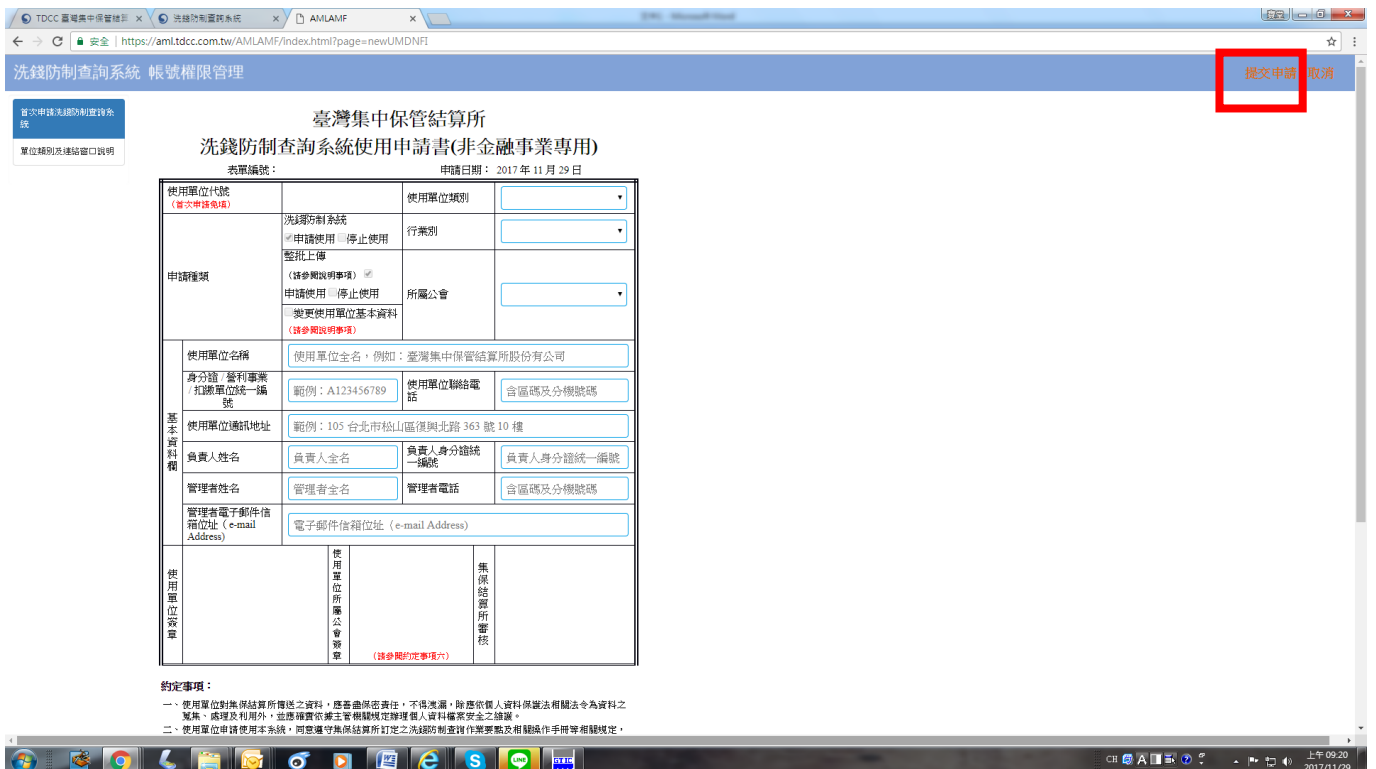 TDCC 臺灣集中保管結
洗錢防制查詢系統
AMLAMF
安全 | https://aml.tdcc.com.tw/AMLAMF/index.html?page=newUMDNFI
洗錢防制查詢系統 帳號權限管理
提交申請 取消
首次申請洗錢防制查詢系統
單位類別及連絡窗口說明
臺灣集中保管結算所
洗錢防制查詢系統使用申請書(非金融事業專用)
表單編號：
申請日期： 2017 年 11 月 29 日
使用單位代號
（首次申請免填）
使用單位類別
申請種類
洗錢防制系統
申請使用 停止使用
行業別
整批上傳
（請參閱說明事項）
申請使用 停止使用
所屬公會
變更使用單位基本資料
（請參閱說明事項）
基本資料欄
使用單位名稱
使用單位全名，例如：臺灣集中保管結算所股份有公司
身分證/營利事業
/扣繳單位統一編
號
範例：A123456789
使用單位聯絡電
話
含區碼及分機號碼
使用單位通訊地址
範例：105 台北市松山區復興北路 363 號 10 樓
負責人姓名
負責人全名
負責人身分證統
一編號
負責人身分證統一編號
管理者姓名
管理者全名
管理者電話
含區碼及分機號碼
管理者電子郵件信
箱位址（e-mail
Address)
電子郵件信箱位址（e-mail Address)
使用單位簽章
使用單位所屬公會簽章
（請參閱約定事項六）
集保結算所審核
約定事項：
一、使用單位對集保結算所傳送之資料，應善盡保密責任，不得洩漏，除應依個人資料保護法相關法令為資料之
蒐集、處理及利用外，並應確實依據主管機關規定辦理個人資料檔案安全之維護。
二、使用單位申請使用本系統，同意遵守集保結算所訂定之洗錢防制查詢作業要點及相關操作手冊等相關規定，
CH
上午 09:20
2017/11/29